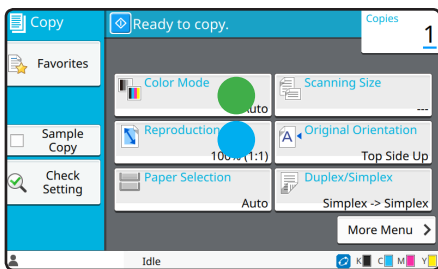 Copy
Ready to copy.
Copies
1
Favorites
Color Mode
Auto
Scanning Size
---
Sample
Copy
Reproduction
100% (1:1)
Original Orientation
Top Side Up
Check
Setting
Paper Selection
Auto
Duplex/Simplex
Simplex -> Simplex
More Menu
Idle
K C M Y